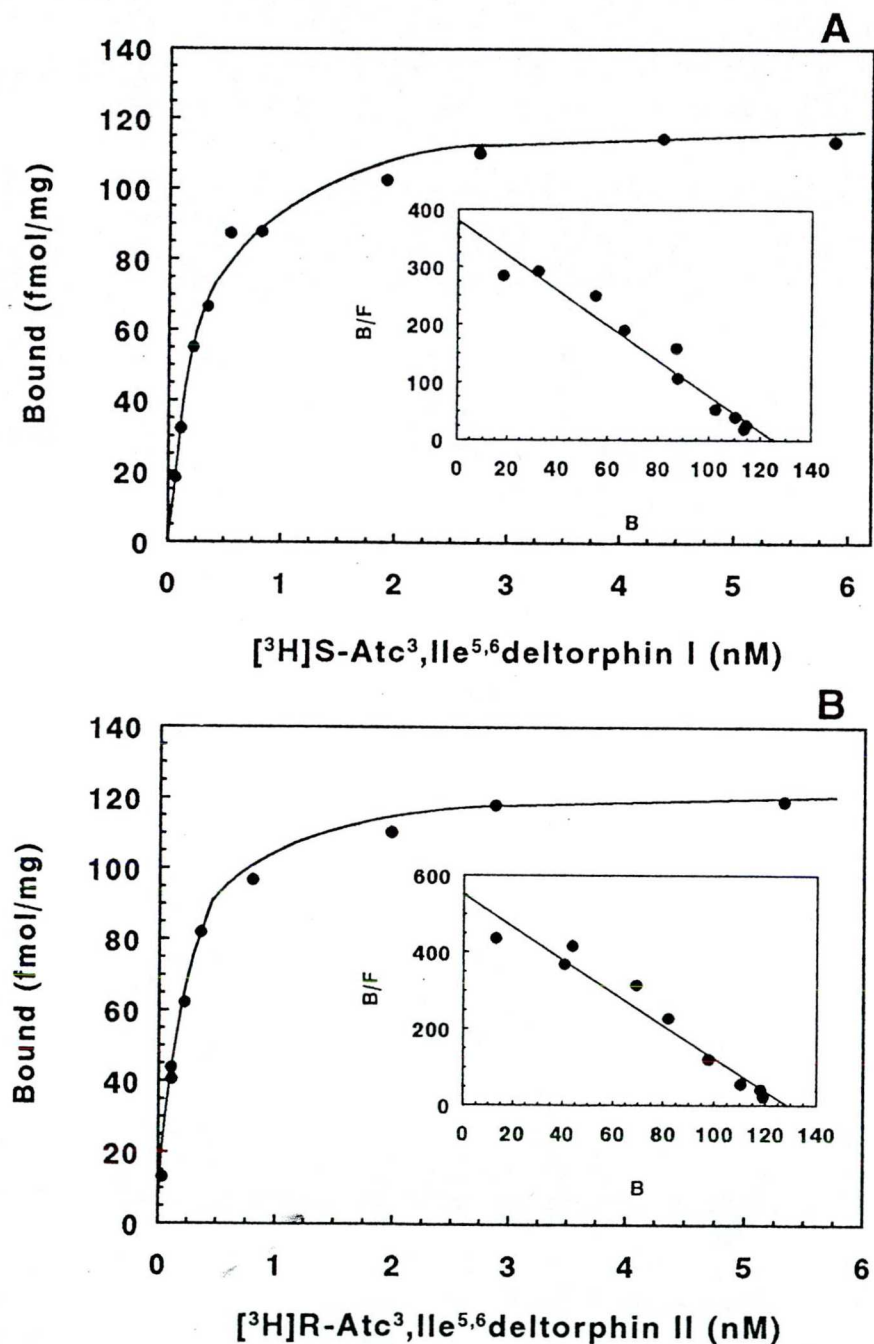 A
140
120
100
80
60
40
20
0
Bound (fmol/mg)
400
300
200
100
0
B/F
0 20 40 60 80 100 120 140
B
0 1 2 3 4 5 6
[³H]S-Atc³,Ile⁵,⁶deltorphin I (nM)
B
140
120
100
80
60
40
20
0
Bound (fmol/mg)
600
400
200
0
B/F
0 20 40 60 80 100 120 140
B
0 1 2 3 4 5 6
[³H]R-Atc³,Ile⁵,⁶deltorphin II (nM)